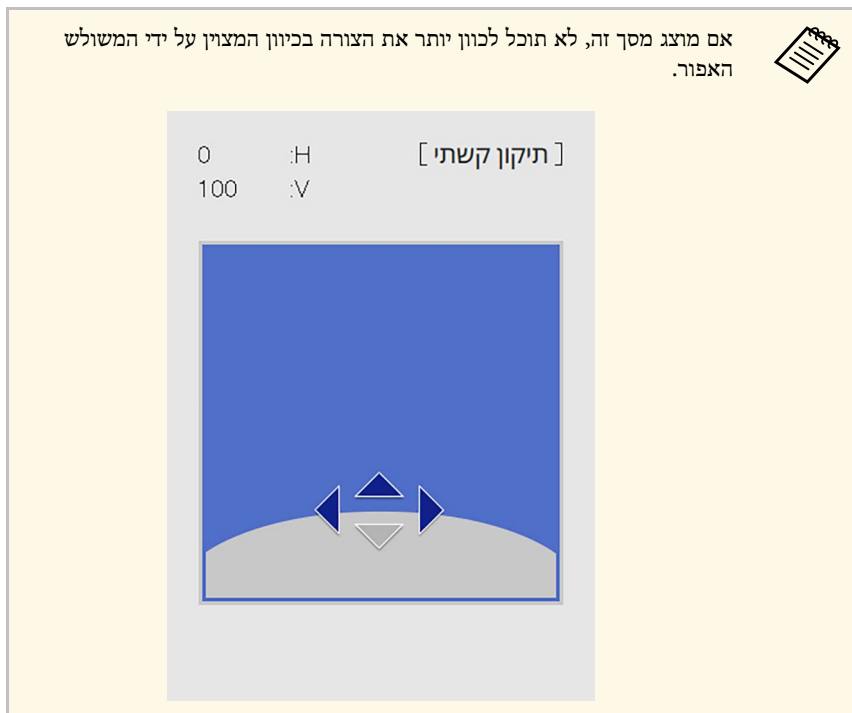 אם מוצג מסך זה, לא תוכל לכוון יותר את הצורה בכיוון המצוין על ידי המשולש
האפור.
[ תיקון קשתי ] H: 0
V: 100